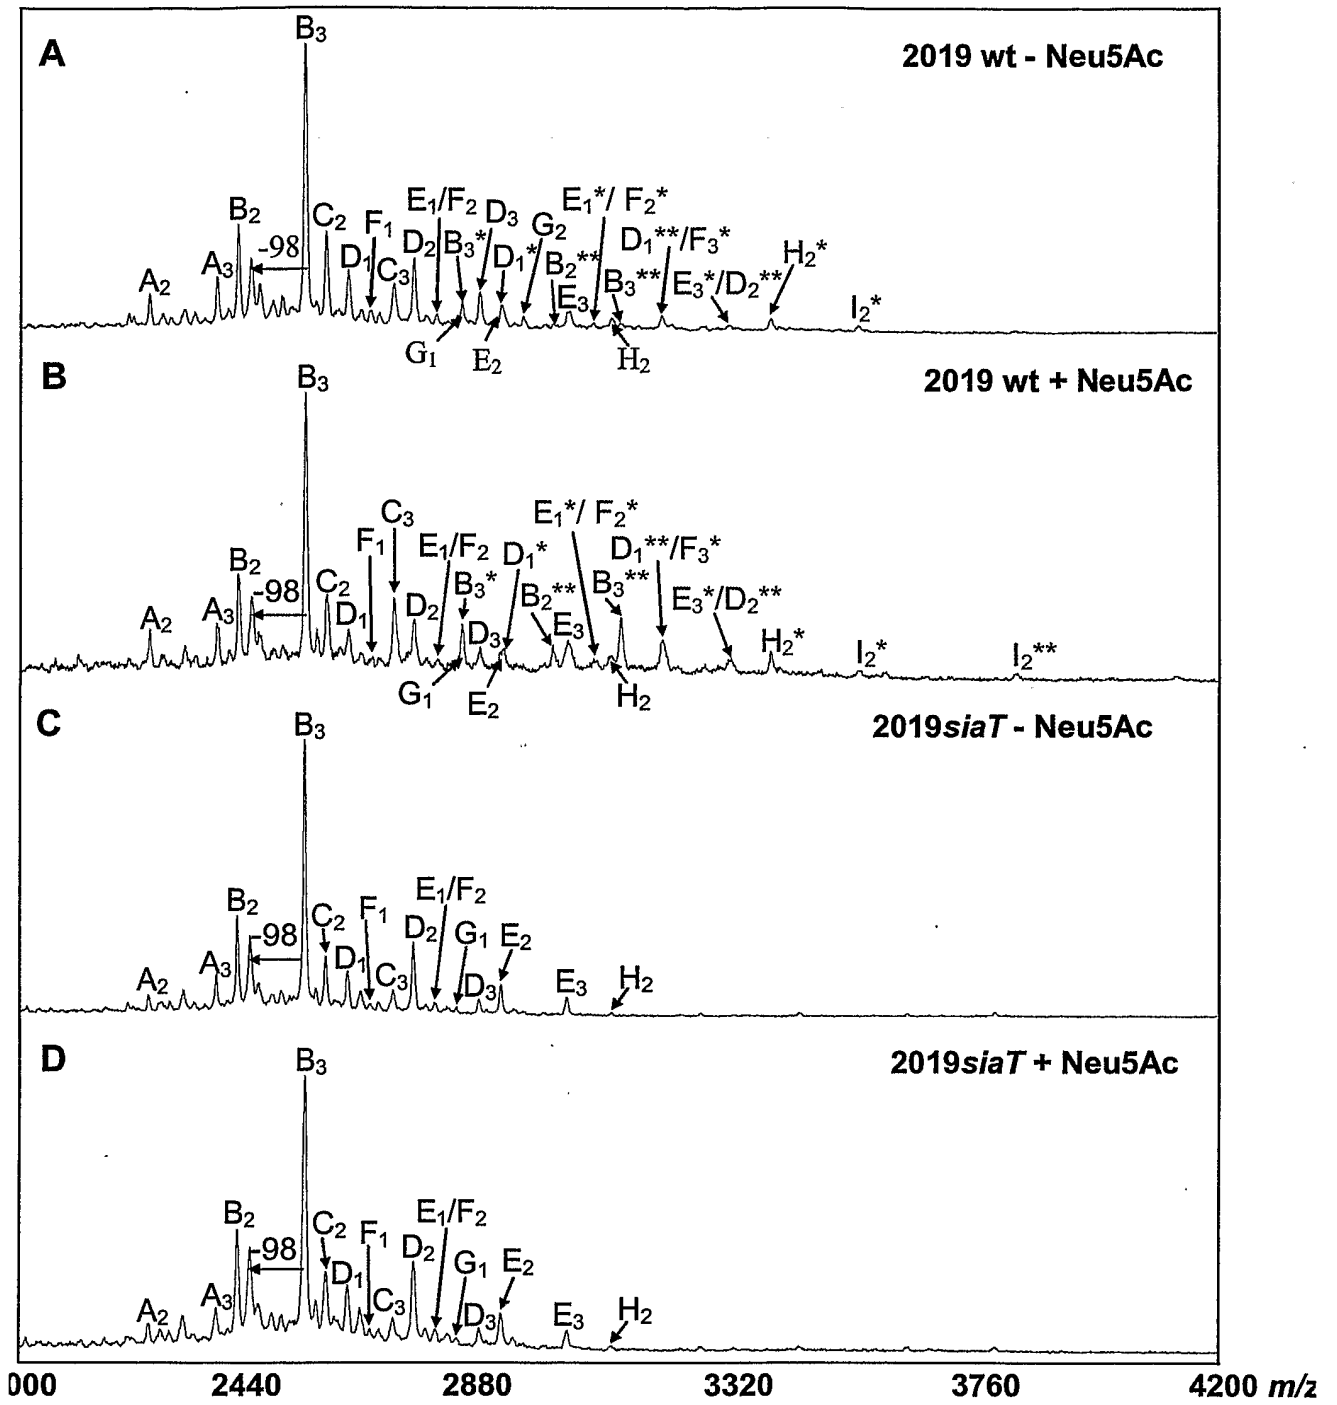 A
2019 wt - Neu5Ac
B₃
B₂
-98
C₂
F₁
E₁/F₂
D₃
G₂
E₁*/ F₂*
D₁**/F₃*
H₂*
A₂
A₃
D₁
C₃
D₂
B₃*
D₁*
B₂**
E₃
B₃**
E₃*/D₂**
I₂*
G₁
E₂
H₂
B
2019 wt + Neu5Ac
B₃
C₃
E₁*/ F₂*
F₁
E₁/F₂
D₁*
D₁**/F₃*
B₂
-98
C₂
B₃*
B₂**
B₃**
E₃*/D₂**
A₂
A₃
D₁
D₂
D₃
E₃
H₂*
I₂*
I₂**
G₁
E₂
H₂
C
2019siaT - Neu5Ac
B₃
E₁/F₂
B₂
-98
C₂
F₁
D₂
G₁
E₂
A₂
A₃
D₁
C₃
D₃
E₃
H₂
D
2019siaT + Neu5Ac
B₃
E₁/F₂
B₂
-98
C₂
F₁
D₂
G₁
E₂
A₂
A₃
D₁
C₃
D₃
E₃
H₂
000 2440 2880 3320 3760 4200 m/z